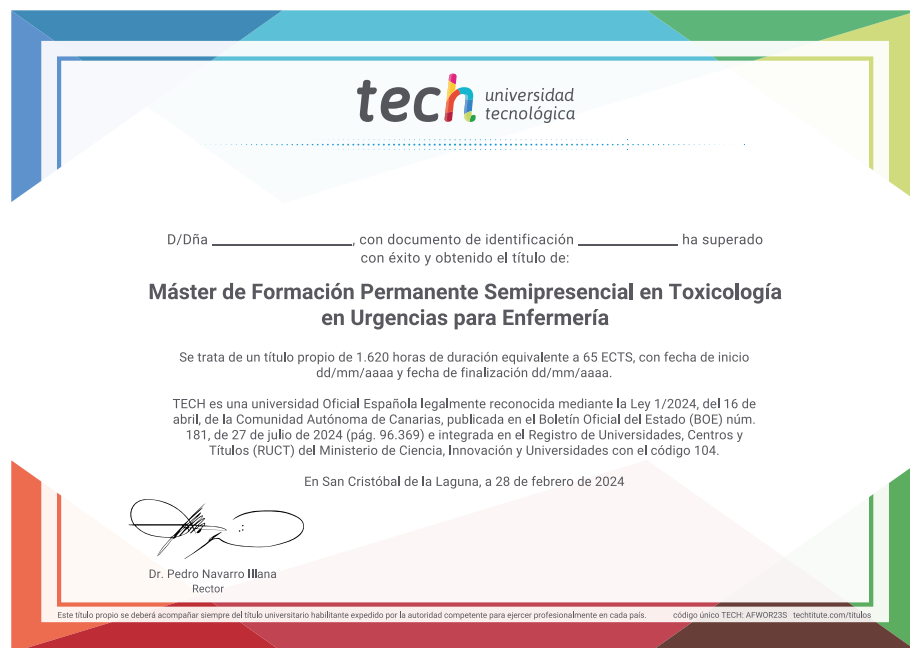 tech universidad
tecnológica
D/Dña ________________, con documento de identificación ____________ ha superado
con éxito y obtenido el título de:
Máster de Formación Permanente Semipresencial en Toxicología
en Urgencias para Enfermería
Se trata de un título propio de 1.620 horas de duración equivalente a 65 ECTS, con fecha de inicio
dd/mm/aaaa y fecha de finalización dd/mm/aaaa.
TECH es una universidad Oficial Española legalmente reconocida mediante la Ley 1/2024, del 16 de
abril, de la Comunidad Autónoma de Canarias, publicada en el Boletín Oficial del Estado (BOE) núm.
181, de 27 de julio de 2024 (pág. 96.369) e integrada en el Registro de Universidades, Centros y
Títulos (RUCT) del Ministerio de Ciencia, Innovación y Universidades con el código 104.
En San Cristóbal de la Laguna, a 28 de febrero de 2024
Dr. Pedro Navarro Illana
Rector
Este título propio se deberá acompañar siempre del título universitario habilitante expedido por la autoridad competente para ejercer profesionalmente en cada país. código único TECH: AFWOR23S techtitute.com/titulos